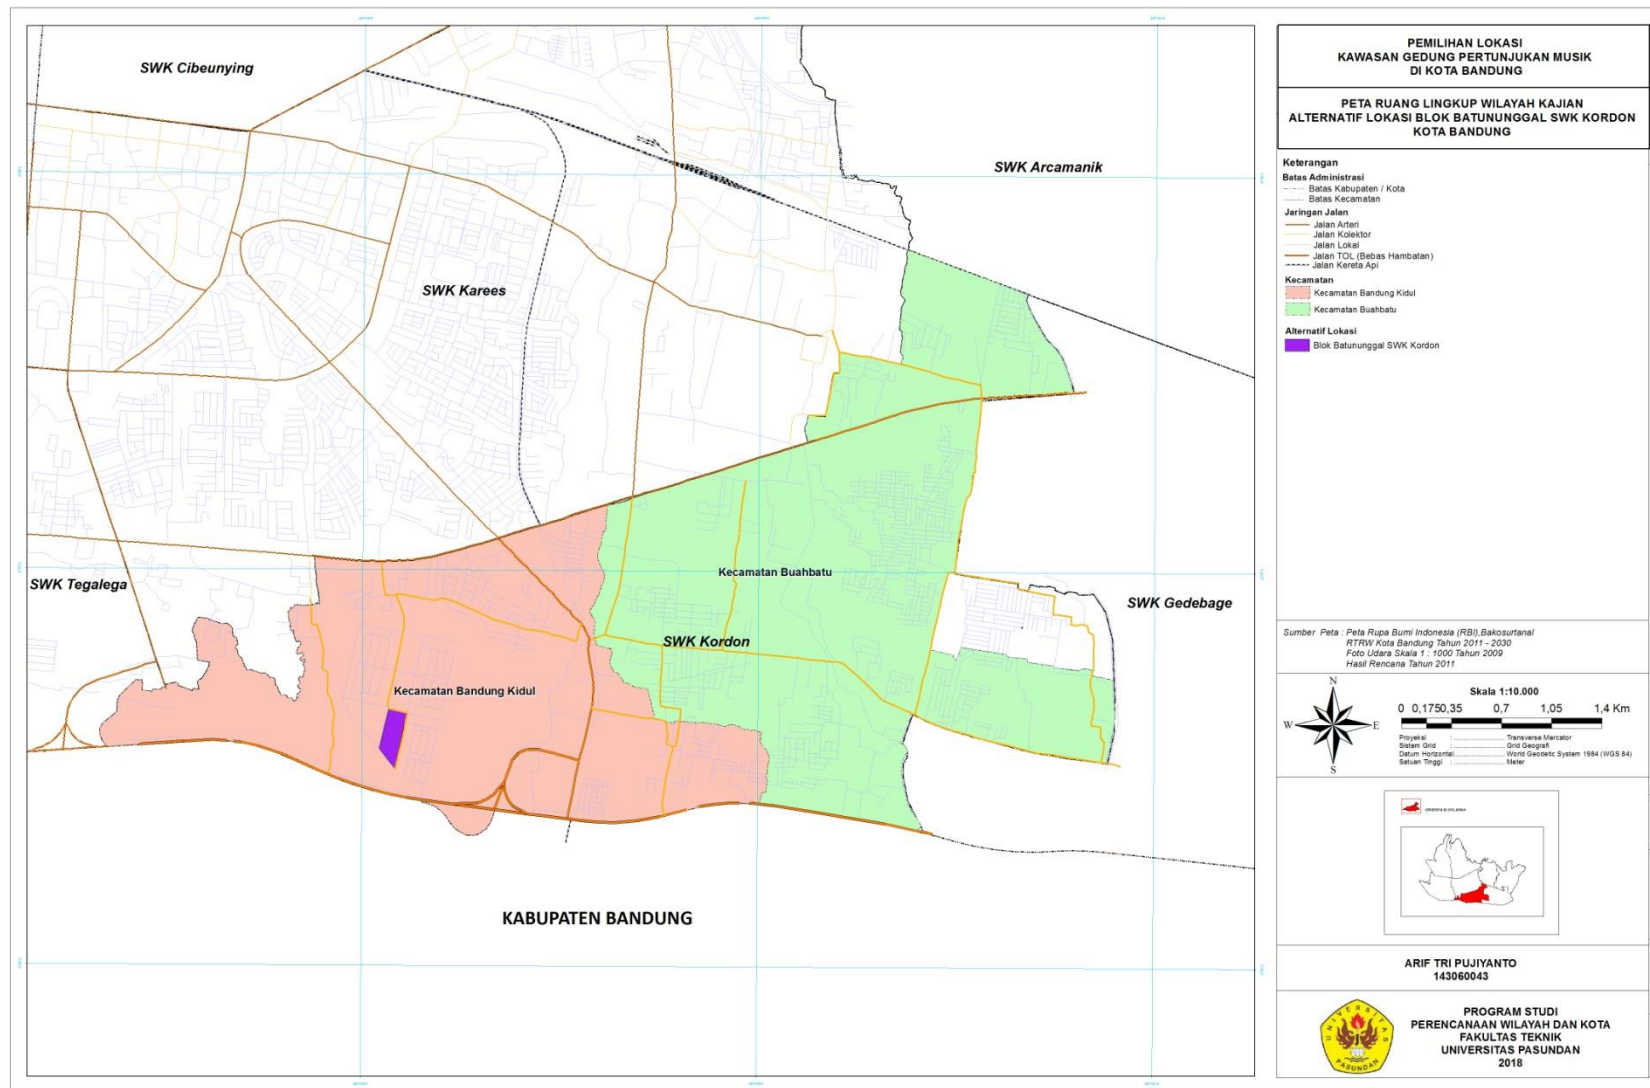 SWK Cibeunying
SWK Arcamanik
SWK Karees
SWK Tegalega
Kecamatan Buahbatu
SWK Gedebage
SWK Kordon
Kecamatan Bandung Kidul
KABUPATEN BANDUNG
PEMILIHAN LOKASI
KAWASAN GEDUNG PERTUNJUKAN MUSIK
DI KOTA BANDUNG
PETA RUANG LINGKUP WILAYAH KAJIAN
ALTERNATIF LOKASI BLOK BATUNUNGGAL SWK KORDON
KOTA BANDUNG
Keterangan
Batas Administrasi
Batas Kabupaten / Kota
Batas Kecamatan
Jaringan Jalan
Jalan Arteri
Jalan Kolektor
Jalan Lokal
Jalan TOL (Bebas Hambatan)
Jalan Kereta Api
Kecamatan
Kecamatan Bandung Kidul
Kecamatan Buahbatu
Alternatif Lokasi
Blok Batununggal SWK Kordon
Sumber Peta : Peta Rupa Bumi Indonesia (RBI),Bakosurtanal
RTRW Kota Bandung Tahun 2011 - 2030
Foto Udara Skala 1 : 1000 Tahun 2009
Hasil Rencana Tahun 2011
N
W E
S
Skala 1:10.000
0 0,175 0,35 0,7 1,05 1,4 Km
Proyeksi :.................... Transverse Mercator
Sistem Grid :.................... Grid Geografi
Datum Horizontal.................... World Geodetic System 1984 (WGS 84)
Satuan Tinggi :.................... Meter
ARIF TRI PUJIYANTO
143060043
UNIVERSITAS
PASUNDAN
PROGRAM STUDI
PERENCANAAN WILAYAH DAN KOTA
FAKULTAS TEKNIK
UNIVERSITAS PASUNDAN
2018